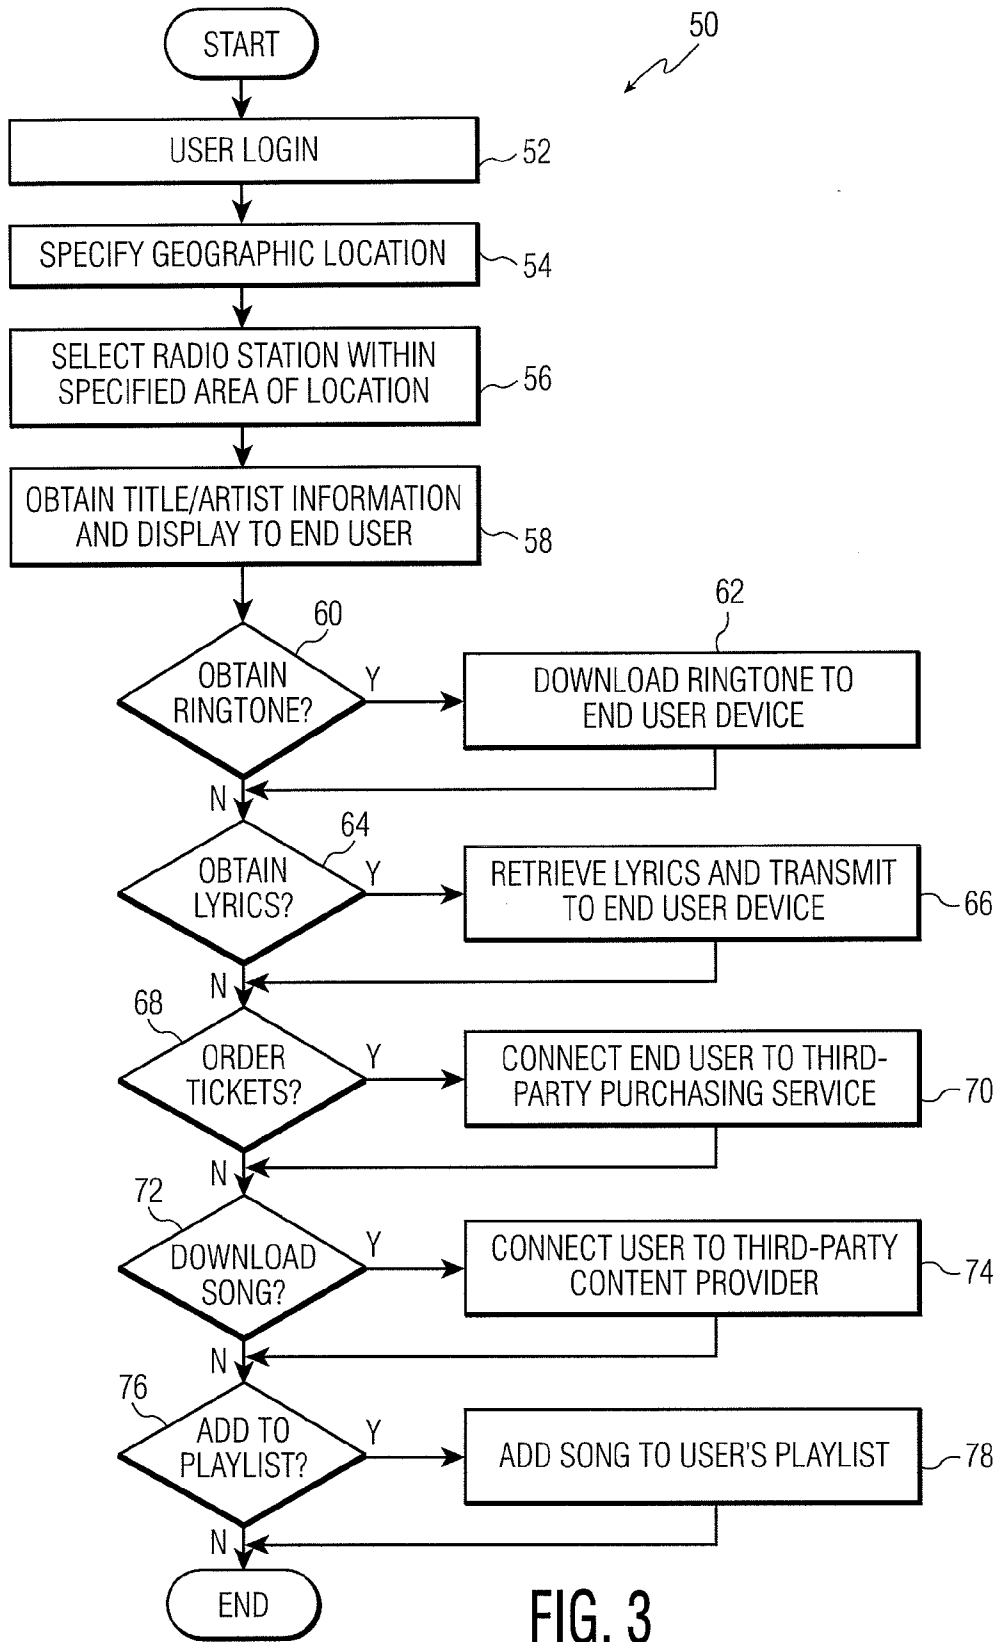 START
50
USER LOGIN
52
SPECIFY GEOGRAPHIC LOCATION
54
SELECT RADIO STATION WITHIN
SPECIFIED AREA OF LOCATION
56
OBTAIN TITLE/ARTIST INFORMATION
AND DISPLAY TO END USER
58
60
OBTAIN
RINGTONE?
Y
62
DOWNLOAD RINGTONE TO
END USER DEVICE
N
64
OBTAIN
LYRICS?
Y
RETRIEVE LYRICS AND TRANSMIT
TO END USER DEVICE
66
N
68
ORDER
TICKETS?
Y
CONNECT END USER TO THIRD-
PARTY PURCHASING SERVICE
70
N
72
DOWNLOAD
SONG?
Y
CONNECT USER TO THIRD-PARTY
CONTENT PROVIDER
74
N
76
ADD TO
PLAYLIST?
Y
ADD SONG TO USER'S PLAYLIST
78
N
END
FIG. 3